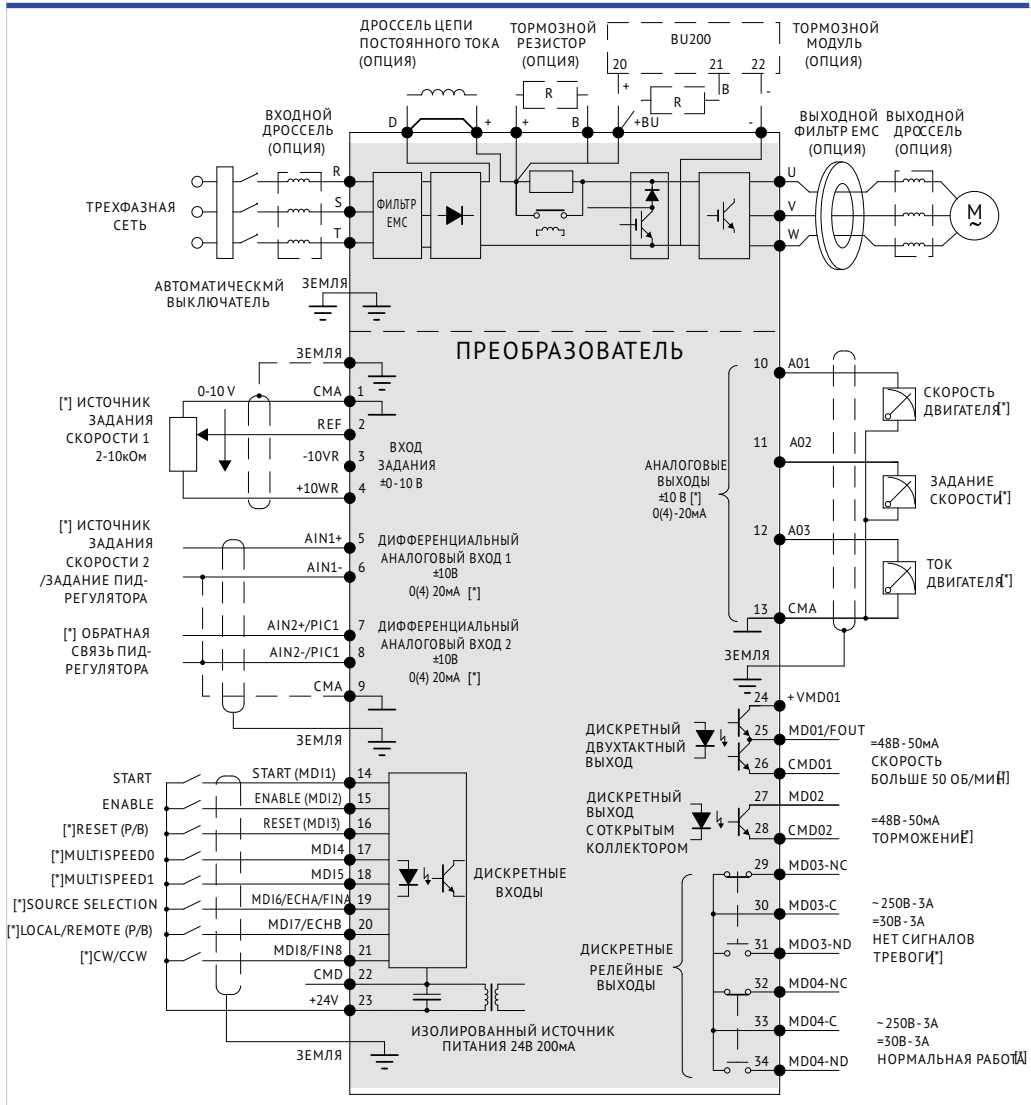 ДРОССЕЛЬ ЦЕПИ
ПОСТОЯННОГО ТОКА
(ОПЦИЯ)
ТОРМОЗНОЙ
РЕЗИСТОР
(ОПЦИЯ)
BU200
20
21
22
ТОРМОЗНОЙ
МОДУЛЬ
(ОПЦИЯ)
+
B
-
R
R
D
+
+
B
+BU
-
ВХОДНОЙ
ДРОССЕЛЬ
(ОПЦИЯ)
ВЫХОДНОЙ
ФИЛЬТР ЕМС
(ОПЦИЯ)
ВЫХОДНОЙ
ДРОССЕЛЬ
(ОПЦИЯ)
R
S
T
ФИЛЬТР
ЕМС
U
V
W
M
~
ТРЕХФАЗНАЯ
СЕТЬ
АВТОМАТИЧЕСКМЙ
ВЫКЛЮЧАТЕЛЬ
ЗЕМЛЯ
ПРЕОБРАЗОВАТЕЛЬ
ЗЕМЛЯ
0-10 V
[*] ИСТОЧНИК
ЗАДАНИЯ
СКОРОСТИ 1
2-10кОм
CMA 1
REF 2
-10VR 3
+10WR 4
ВХОД
ЗАДАНИЯ
±0-10 В
[*] ИСТОЧНИК
ЗАДАНИЯ
СКОРОСТИ 2
/ЗАДАНИЕ ПИД-
РЕГУЛЯТОРА
AIN1+ 5
AIN1- 6
ДИФФЕРЕНЦИАЛЬНЫЙ
АНАЛОГОВЫЙ ВХОД 1
±10В
0(4) 20мА [*]
[*] ОБРАТНАЯ
СВЯЗЬ ПИД-
РЕГУЛЯТОРА
AIN2+/PIC1 7
AIN2-/PIC1 8
CMA 9
ДИФФЕРЕНЦИАЛЬНЫЙ
АНАЛОГОВЫЙ ВХОД 2
±10В
0(4) 20мА [*]
ЗЕМЛЯ
START
ENABLE
[*]RESET (P/B)
[*]MULTISPEED0
[*]MULTISPEED1
[*]SOURCE SELECTION
[*]LOCAL/REMOTE (P/B)
[*]CW/CCW
START (MDI1) 14
ENABLE (MDI2) 15
RESET (MDI3) 16
MDI4 17
MDI5 18
MDI6/ECHA/FINA 19
MDI7/ECHB 20
MDI8/FIN8 21
CMD 22
+24V 23
ДИСКРЕТНЫЕ
ВХОДЫ
ИЗОЛИРОВАННЫЙ ИСТОЧНИК
ПИТАНИЯ 24В 200мА
ЗЕМЛЯ
АНАЛОГОВЫЕ
ВЫХОДЫ
±10 В [*]
0(4)-20мА
10 A01
11 A02
12 A03
13 CMA
ЗЕМЛЯ
СКОРОСТЬ
ДВИГАТЕЛЯ[*]
ЗАДАНИЕ
СКОРОСТИ[*]
ТОК
ДВИГАТЕЛЯ[*]
ДИСКРЕТНЫЙ
ДВУХТАКТНЫЙ
ВЫХОД
24 +VMD01
25 MD01/FOUT
26 CMD01
=48В-50мА
СКОРОСТЬ
БОЛЬШЕ 50 ОБ/МИН[*]
ДИСКРЕТНЫЙ
ВЫХОД
С ОТКРЫТЫМ
КОЛЛЕКТОРОМ
27 MD02
28 CMD02
=48В-50мА
ТОРМОЖЕНИЕ[*]
ДИСКРЕТНЫЕ
РЕЛЕЙНЫЕ
ВЫХОДЫ
29 MD03-NC
30 MD03-C
31 MDO3-ND
32 MD04-NC
33 MD04-C
34 MD04-ND
~250В-3А
=30В-3А
НЕТ СИГНАЛОВ
ТРЕВОГИ[*]
~250В-3А
=30В-3А
НОРМАЛЬНАЯ РАБОТА[*]